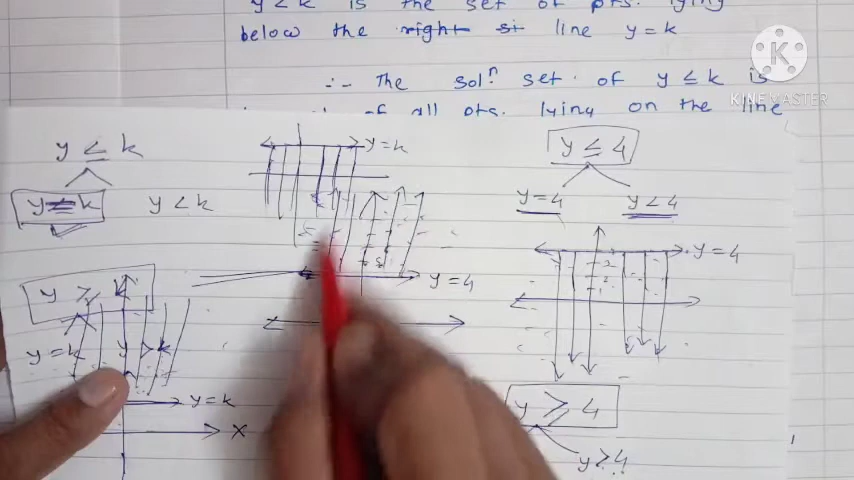 y < k is the set of pts. lying
below the right si line y = k
∴ The solⁿ set of y ≤ k is
of all pts. lying on the line
K
KINEMASTER
y ≤ k
y = k
y < k
y = k
y = 4
y ≥ k
y = k
y > k
y = k
X
y ≤ 4
y = 4
y < 4
y = 4
y ≥ 4
y > 4